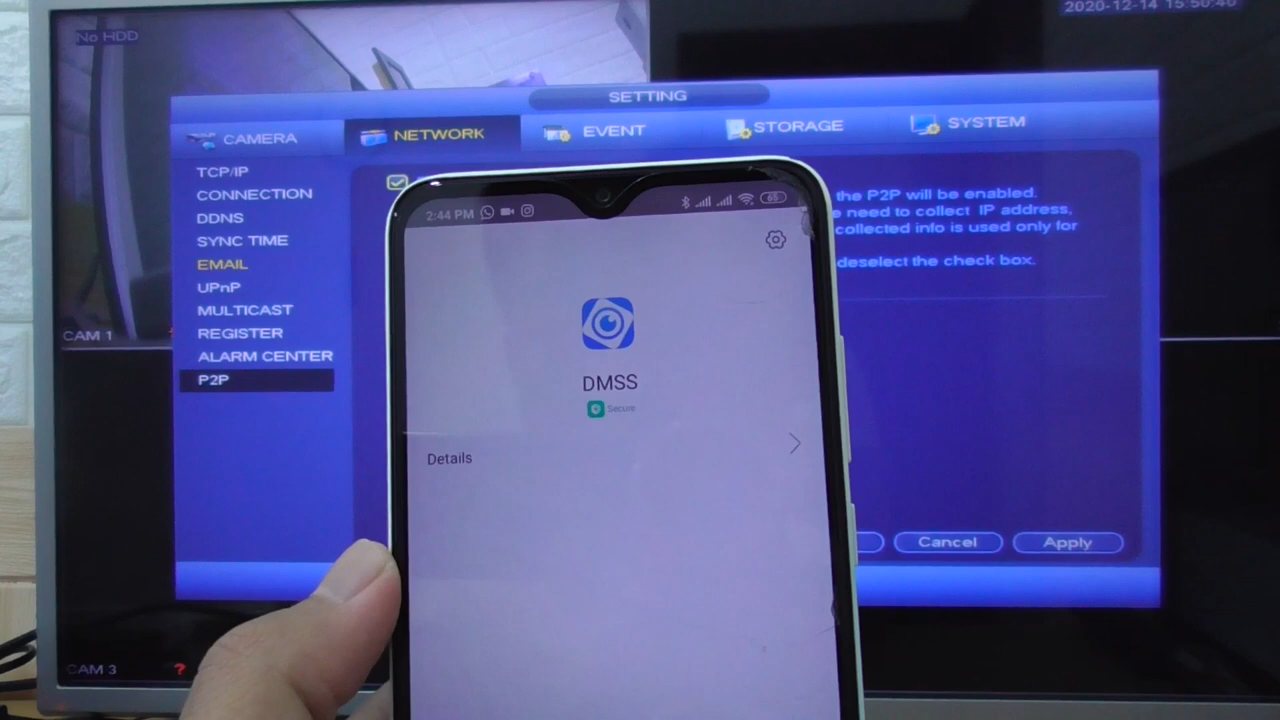 2020-12-14 15:50:40
No HDD
SETTING
CAMERA
NETWORK
EVENT
STORAGE
SYSTEM
TCP/IP
CONNECTION
DDNS
SYNC TIME
EMAIL
UPnP
MULTICAST
REGISTER
ALARM CENTER
P2P
the P2P will be enabled.
need to collect IP address,
collected info is used only for
deselect the check box.
2:44 PM
65
DMSS
Secure
Details
CAM 1
Cancel
Apply
CAM 3
?